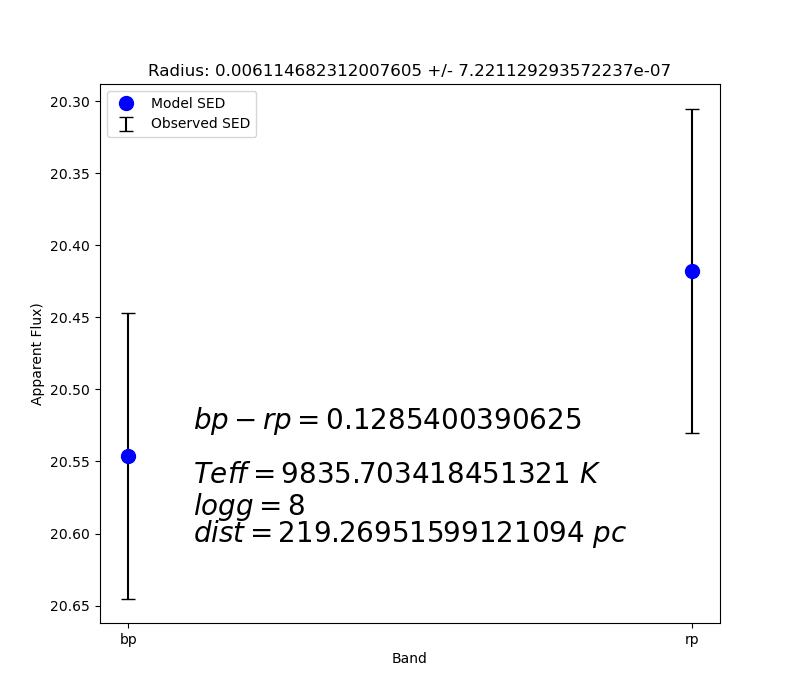 Radius: 0.006114682312007605 +/- 7.221129293572237e-07
Model SED
Observed SED
20.30
20.35
20.40
20.45
20.50
20.55
20.60
20.65
Apparent Flux)
bp − rp = 0.1285400390625
Teff = 9835.703418451321 K
logg = 8
dist = 219.26951599121094 pc
bp
rp
Band